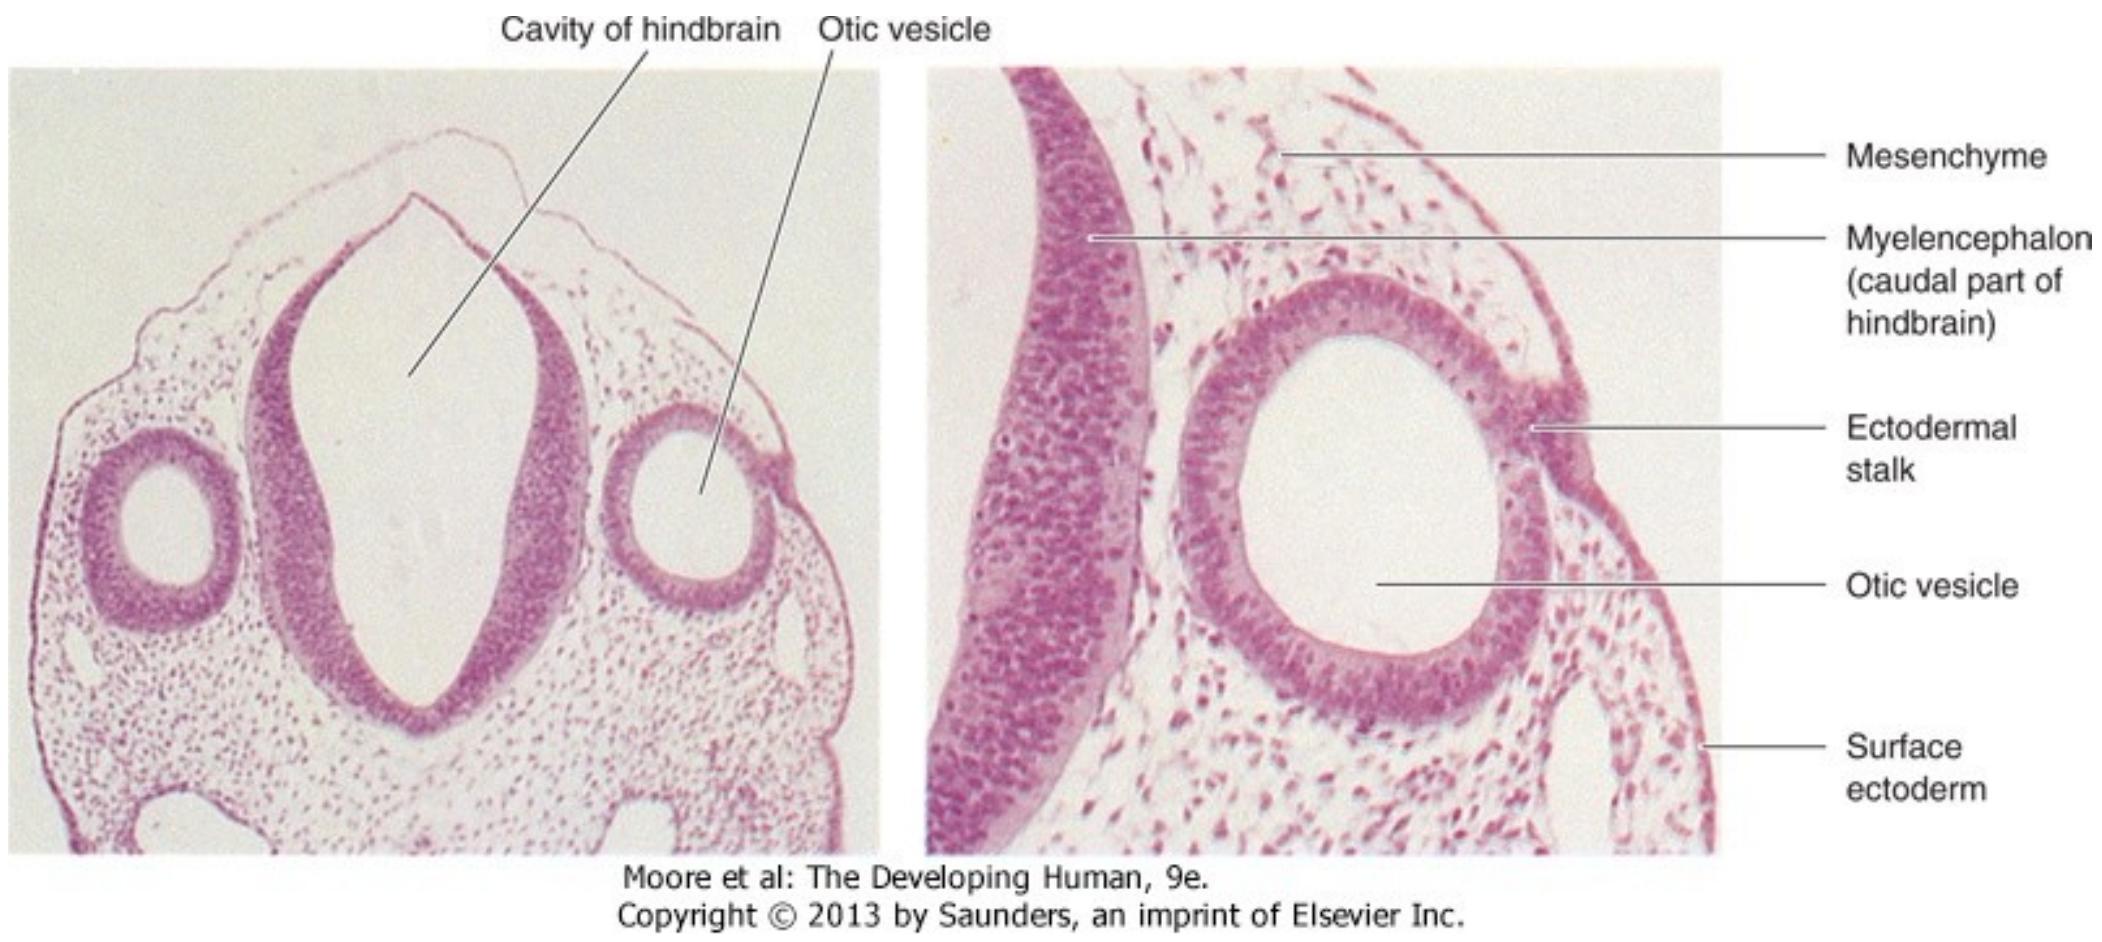 Cavity of hindbrain
Otic vesicle
Mesenchyme
Myelencephalon
(caudal part of
hindbrain)
Ectodermal
stalk
Otic vesicle
Surface
ectoderm
Moore et al: The Developing Human, 9e.
Copyright © 2013 by Saunders, an imprint of Elsevier Inc.